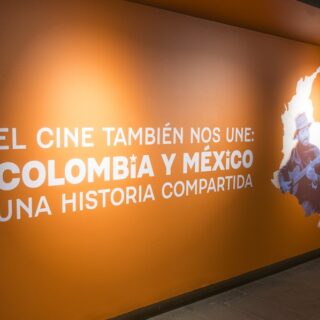 EL CINE TAMBIÉN NOS UNE:
COLOMBIA Y MÉXICO
UNA HISTORIA COMPARTIDA